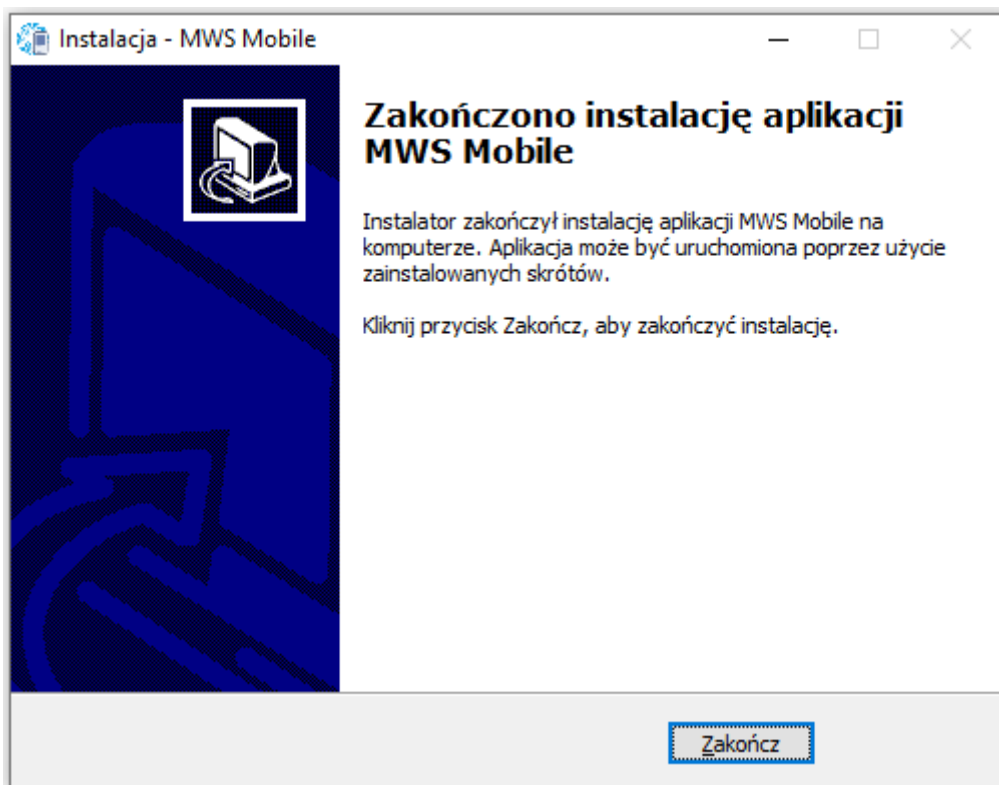 Instalacja - MWS Mobile
Zakończono instalację aplikacji
MWS Mobile
Instalator zakończył instalację aplikacji MWS Mobile na
komputerze. Aplikacja może być uruchomiona poprzez użycie
zainstalowanych skrótów.
Kliknij przycisk Zakończ, aby zakończyć instalację.
Zakończ